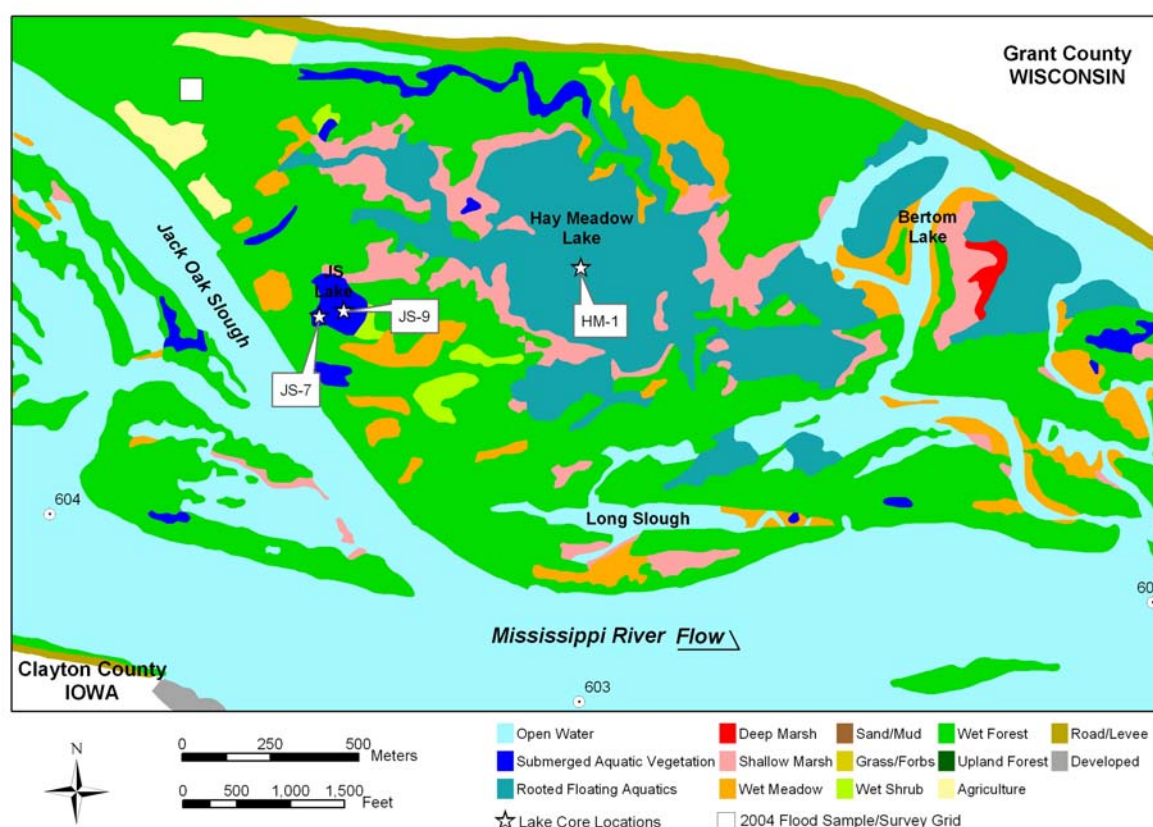 Grant County
WISCONSIN
Hay Meadow
Lake
Bertom
Lake
Jack Oak Slough
JS
Lake
JS-9
HM-1
JS-7
604
Long Slough
60
Mississippi River Flow
Clayton County
IOWA
603
N
0 250 500
Meters
0 500 1,000 1,500
Feet
Open Water
Submerged Aquatic Vegetation
Rooted Floating Aquatics
Lake Core Locations
Deep Marsh
Shallow Marsh
Wet Meadow
2004 Flood Sample/Survey Grid
Sand/Mud
Grass/Forbs
Wet Shrub
Wet Forest
Upland Forest
Agriculture
Road/Levee
Developed